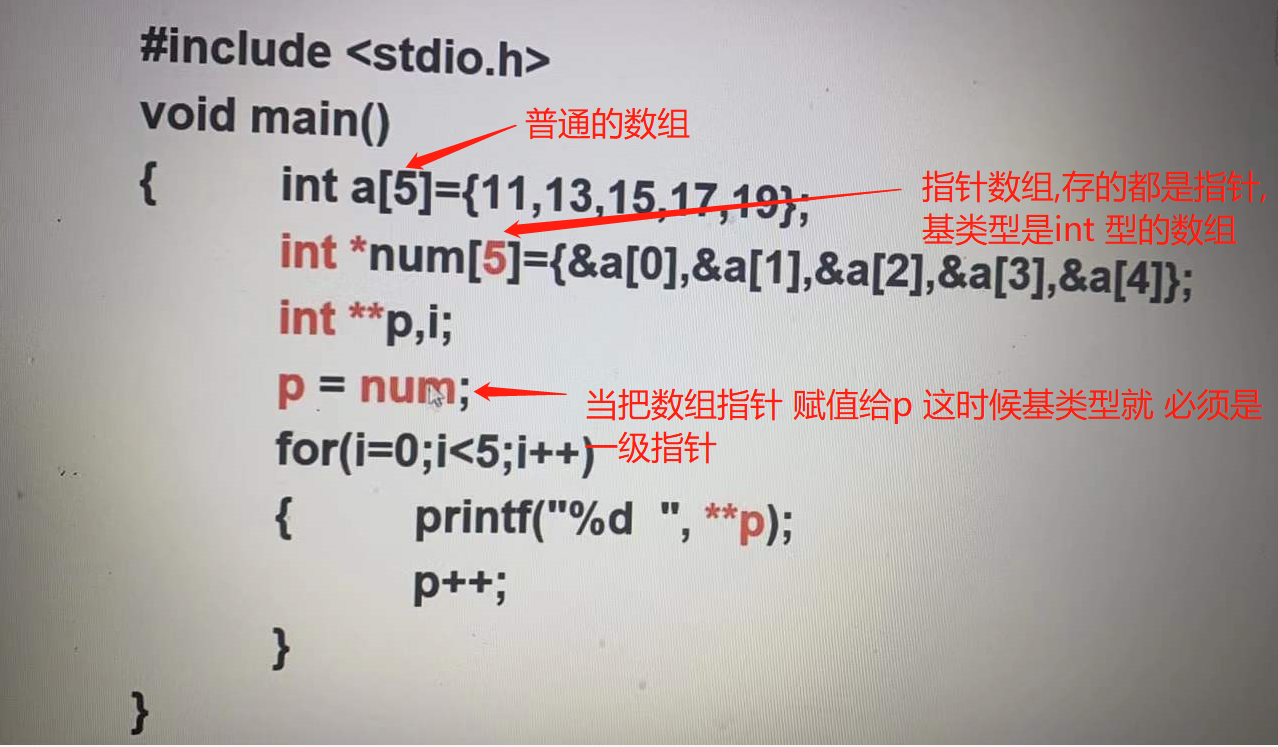 #include <stdio.h>
void main()
普通的数组
{ int a[5]={11,13,15,17,19};
指针数组,存的都是指针,
基类型是int 型的数组
int *num[5]={&a[0],&a[1],&a[2],&a[3],&a[4]};
int **p,i;
p = num;
当把数组指针 赋值给p 这时候基类型就 必须是
一级指针
for(i=0;i<5;i++)
{ printf("%d  ", **p);
p++;
}
}